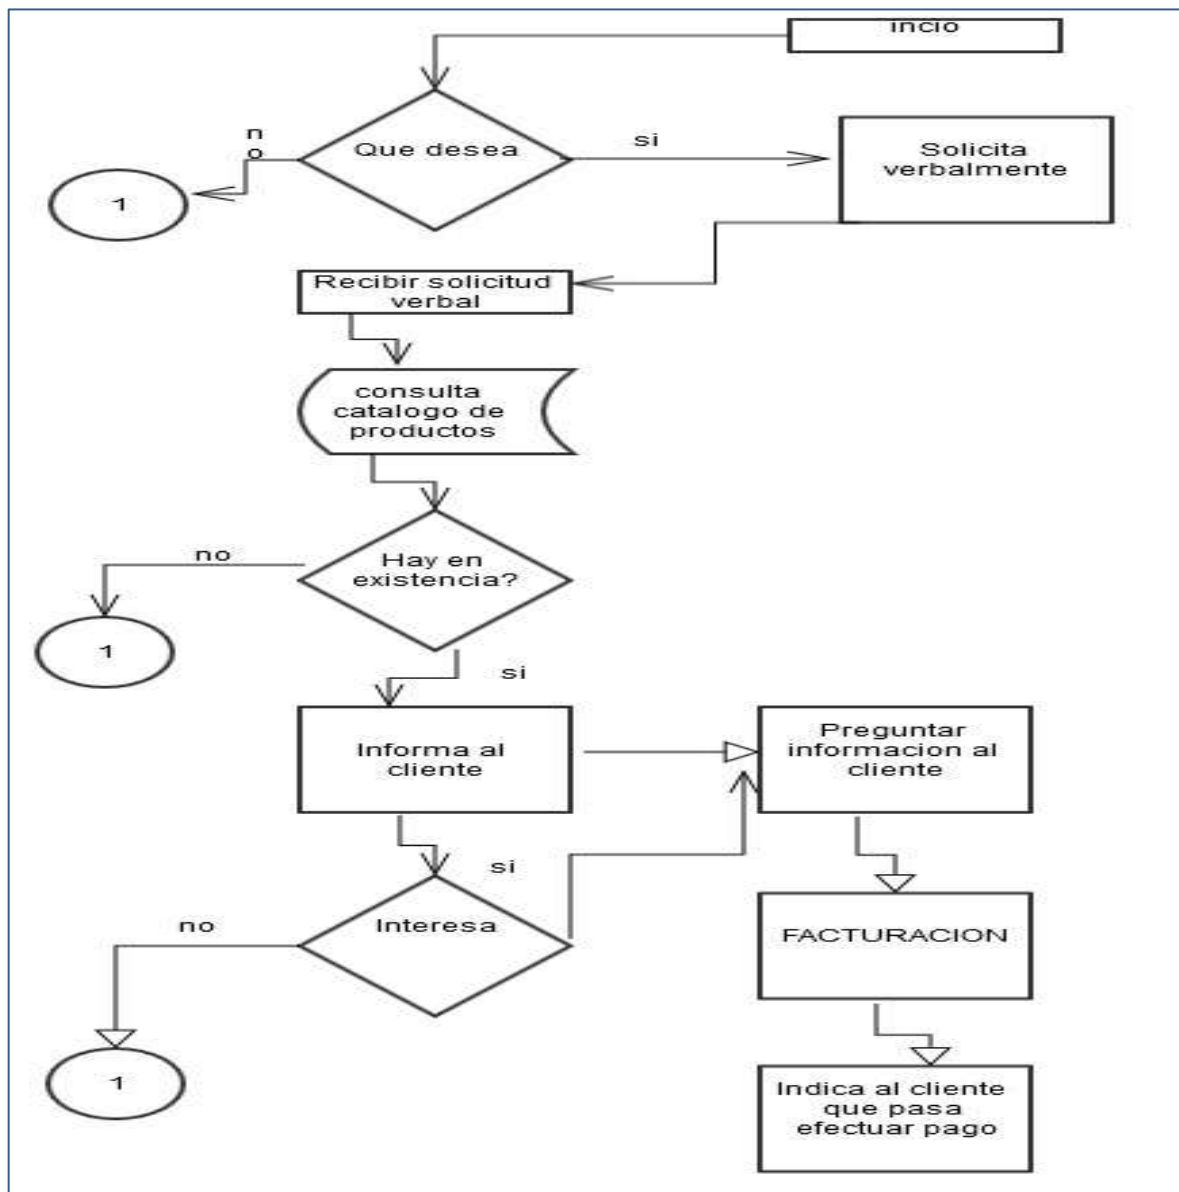 incio
n
o
Que desea
si
Solicita
verbalmente
1
Recibir solicitud
verbal
consulta
catalogo de
productos
no
Hay en
existencia?
1
si
Informa al
cliente
Preguntar
informacion al
cliente
si
no
Interesa
FACTURACION
1
Indica al cliente
que pasa
efectuar pago